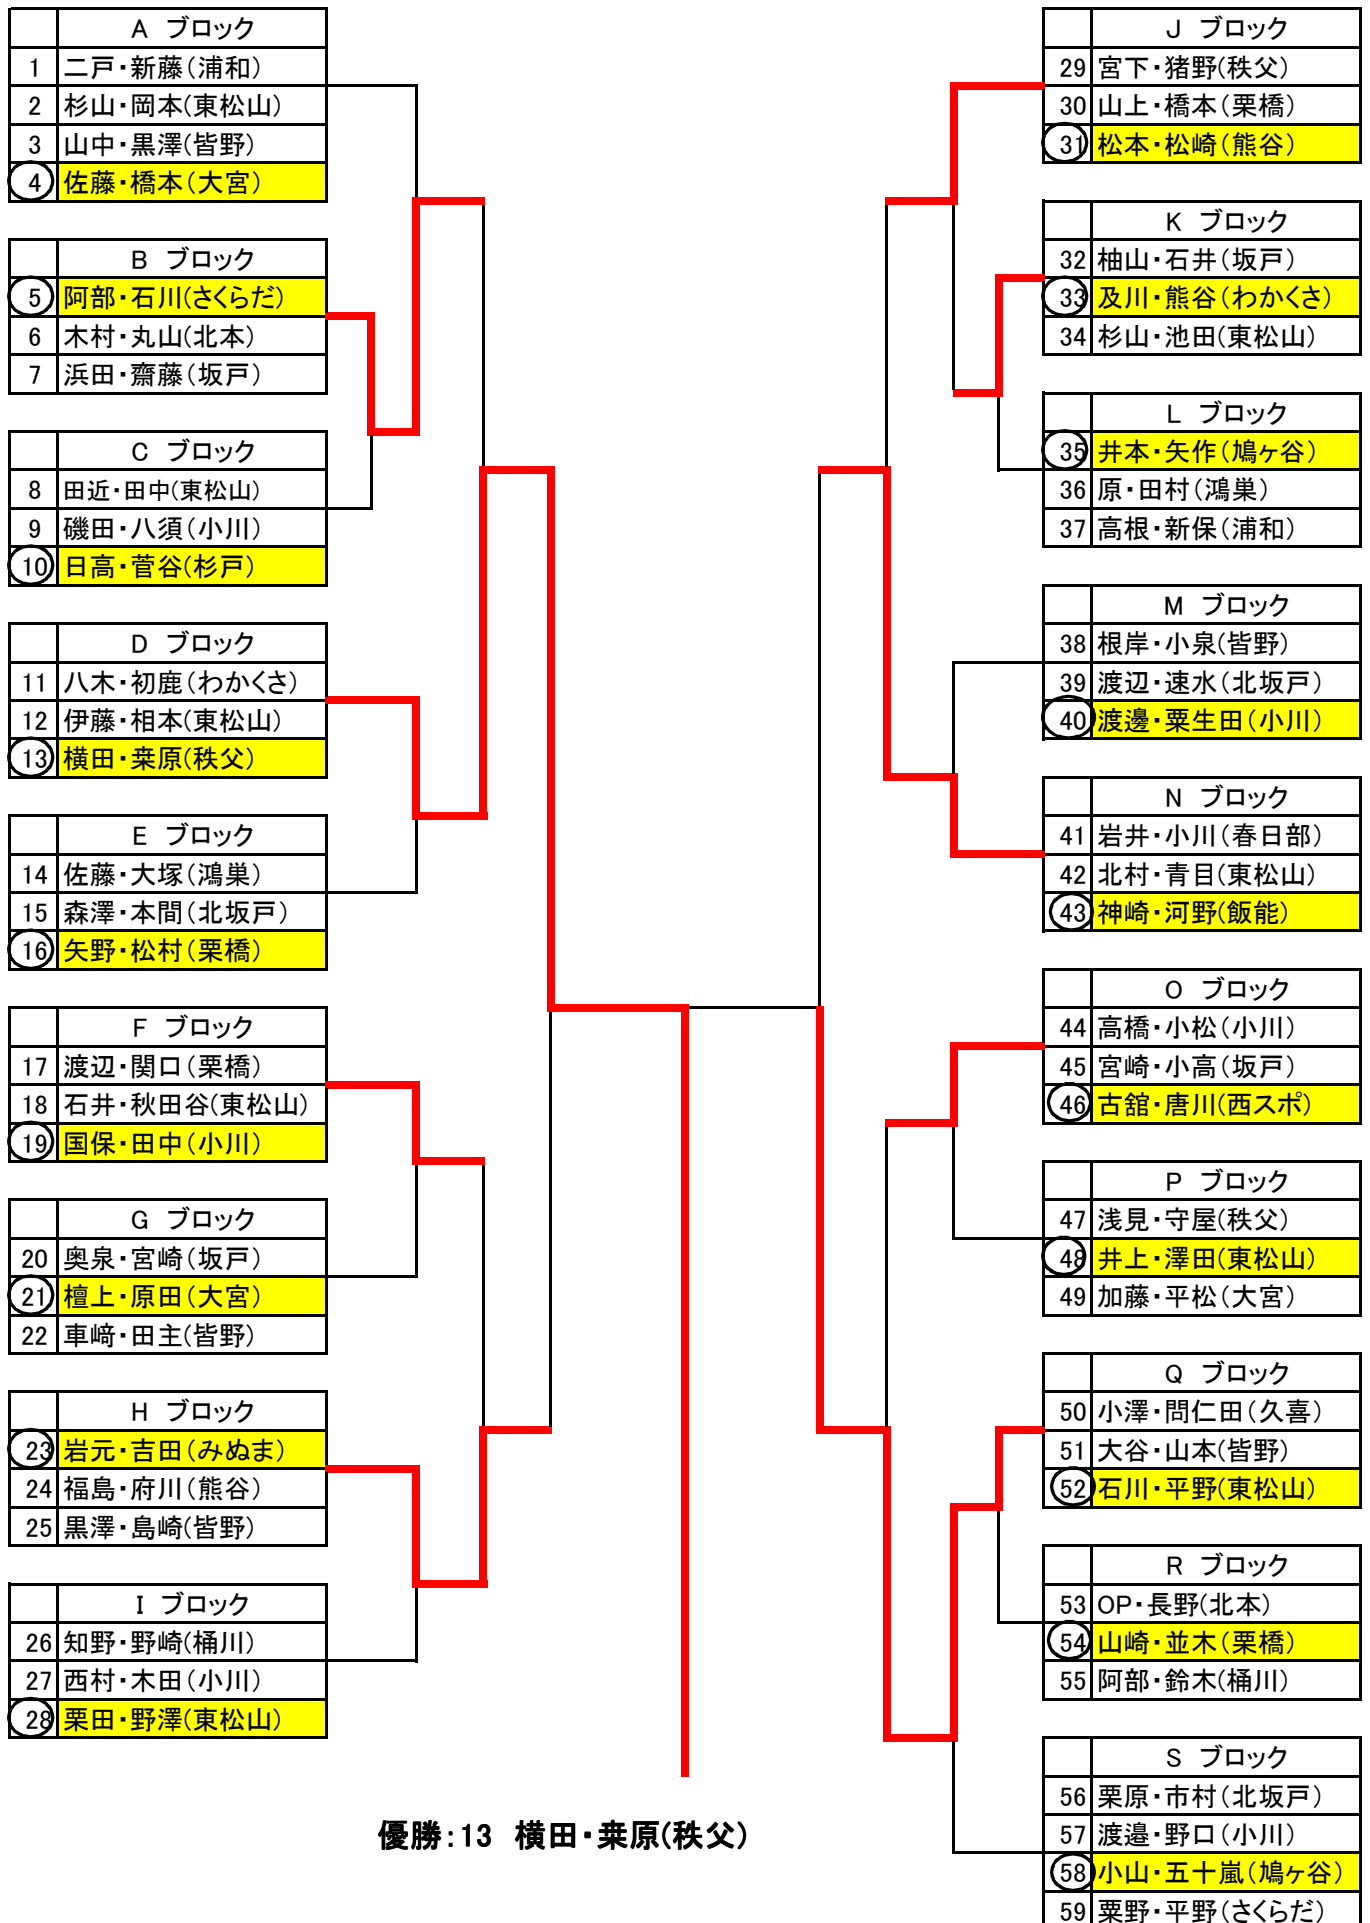 A ブロック
1 二戸・新藤(浦和)
2 杉山・岡本(東松山)
3 山中・黒澤(皆野)
4 佐藤・橋本(大宮)
B ブロック
5 阿部・石川(さくらだ)
6 木村・丸山(北本)
7 浜田・齋藤(坂戸)
C ブロック
8 田近・田中(東松山)
9 磯田・八須(小川)
10 日高・菅谷(杉戸)
D ブロック
11 八木・初鹿(わかくさ)
12 伊藤・相本(東松山)
13 横田・桒原(秩父)
E ブロック
14 佐藤・大塚(鴻巣)
15 森澤・本間(北坂戸)
16 矢野・松村(栗橋)
F ブロック
17 渡辺・関口(栗橋)
18 石井・秋田谷(東松山)
19 国保・田中(小川)
G ブロック
20 奥泉・宮崎(坂戸)
21 檀上・原田(大宮)
22 車﨑・田主(皆野)
H ブロック
23 岩元・吉田(みぬま)
24 福島・府川(熊谷)
25 黒澤・島崎(皆野)
I ブロック
26 知野・野崎(桶川)
27 西村・木田(小川)
28 栗田・野澤(東松山)
J ブロック
29 宮下・猪野(秩父)
30 山上・橋本(栗橋)
31 松本・松崎(熊谷)
K ブロック
32 柚山・石井(坂戸)
33 及川・熊谷(わかくさ)
34 杉山・池田(東松山)
L ブロック
35 井本・矢作(鳩ヶ谷)
36 原・田村(鴻巣)
37 高根・新保(浦和)
M ブロック
38 根岸・小泉(皆野)
39 渡辺・速水(北坂戸)
40 渡邊・粟生田(小川)
N ブロック
41 岩井・小川(春日部)
42 北村・青目(東松山)
43 神崎・河野(飯能)
O ブロック
44 高橋・小松(小川)
45 宮崎・小高(坂戸)
46 古舘・唐川(西スポ)
P ブロック
47 浅見・守屋(秩父)
48 井上・澤田(東松山)
49 加藤・平松(大宮)
Q ブロック
50 小澤・問仁田(久喜)
51 大谷・山本(皆野)
52 石川・平野(東松山)
R ブロック
53 OP・長野(北本)
54 山崎・並木(栗橋)
55 阿部・鈴木(桶川)
S ブロック
56 栗原・市村(北坂戸)
57 渡邉・野口(小川)
58 小山・五十嵐(鳩ヶ谷)
59 粟野・平野(さくらだ)
優勝:13 横田・桒原(秩父)